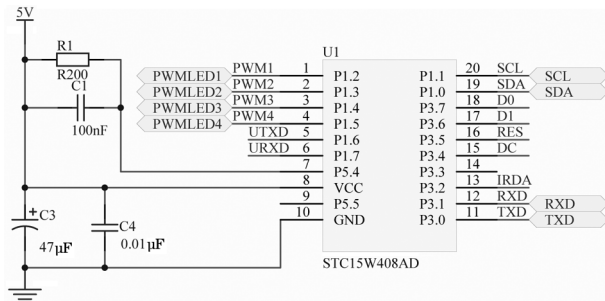 5V
R1
R200
C1
100nF
U1
PWMLED1 PWM1 1 P1.2 P1.1 20 SCL SCL
PWMLED2 PWM2 2 P1.3 P1.0 19 SDA SDA
PWMLED3 PWM3 3 P1.4 P3.7 18 D0
PWMLED4 PWM4 4 P1.5 P3.6 17 D1
UTXD 5 P1.6 P3.5 16 RES
URXD 6 P1.7 P3.4 15 DC
7 P5.4 P3.3 14
8 VCC P3.2 13 IRDA
9 P5.5 P3.1 12 RXD RXD
10 GND P3.0 11 TXD TXD
C3
47μF
C4
0.01μF
STC15W408AD